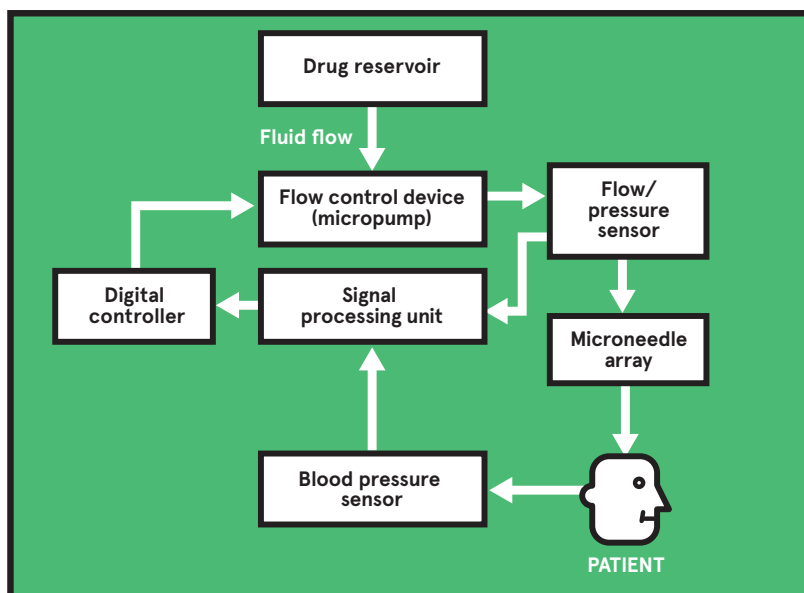 Drug reservoir
Fluid flow
Flow control device
(micropump)
Flow/
pressure
sensor
Digital
controller
Signal
processing unit
Microneedle
array
Blood pressure
sensor
PATIENT